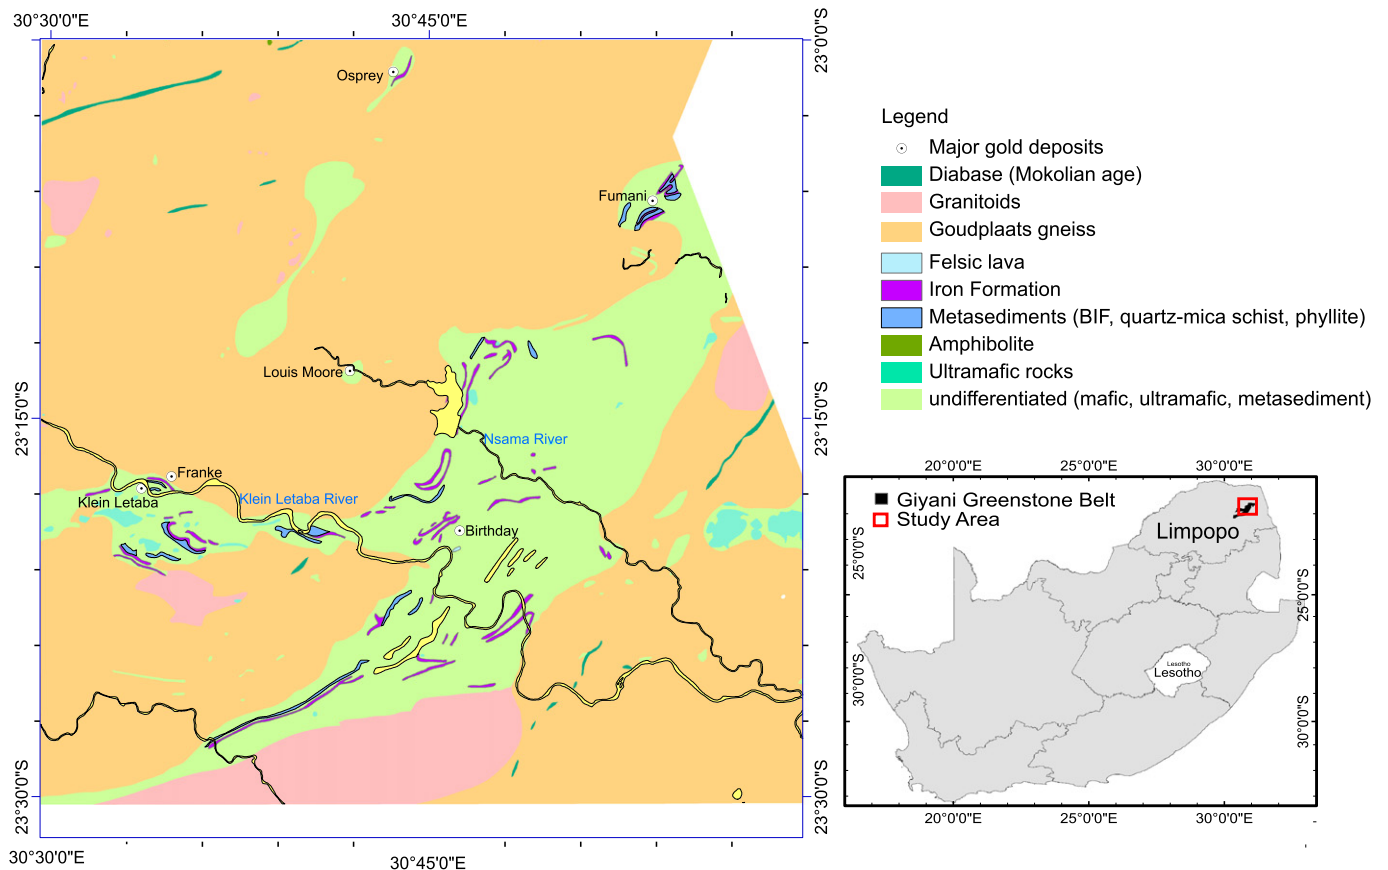 30°30'0"E
30°45'0"E
23°0'0"S
Osprey
Fumani
Louis Moore
23°15'0"S
23°15'0"S
Nsama River
Franke
Klein Letaba
Klein Letaba River
Birthday
23°30'0"S
23°30'0"S
30°30'0"E
30°45'0"E
Legend
Major gold deposits
Diabase (Mokolian age)
Granitoids
Goudplaats gneiss
Felsic lava
Iron Formation
Metasediments (BIF, quartz-mica schist, phyllite)
Amphibolite
Ultramafic rocks
undifferentiated (mafic, ultramafic, metasediment)
20°0'0"E
25°0'0"E
30°0'0"E
Giyani Greenstone Belt
Study Area
Limpopo
25°0'0"S
25°0'0"S
Lesotho
Lesotho
30°0'0"S
30°0'0"S
20°0'0"E
25°0'0"E
30°0'0"E